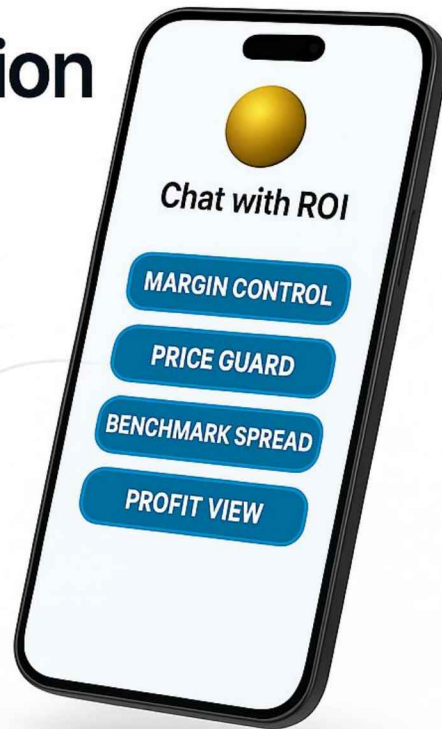 ion
Chat with ROI
MARGIN CONTROL
PRICE GUARD
BENCHMARK SPREAD
PROFIT VIEW